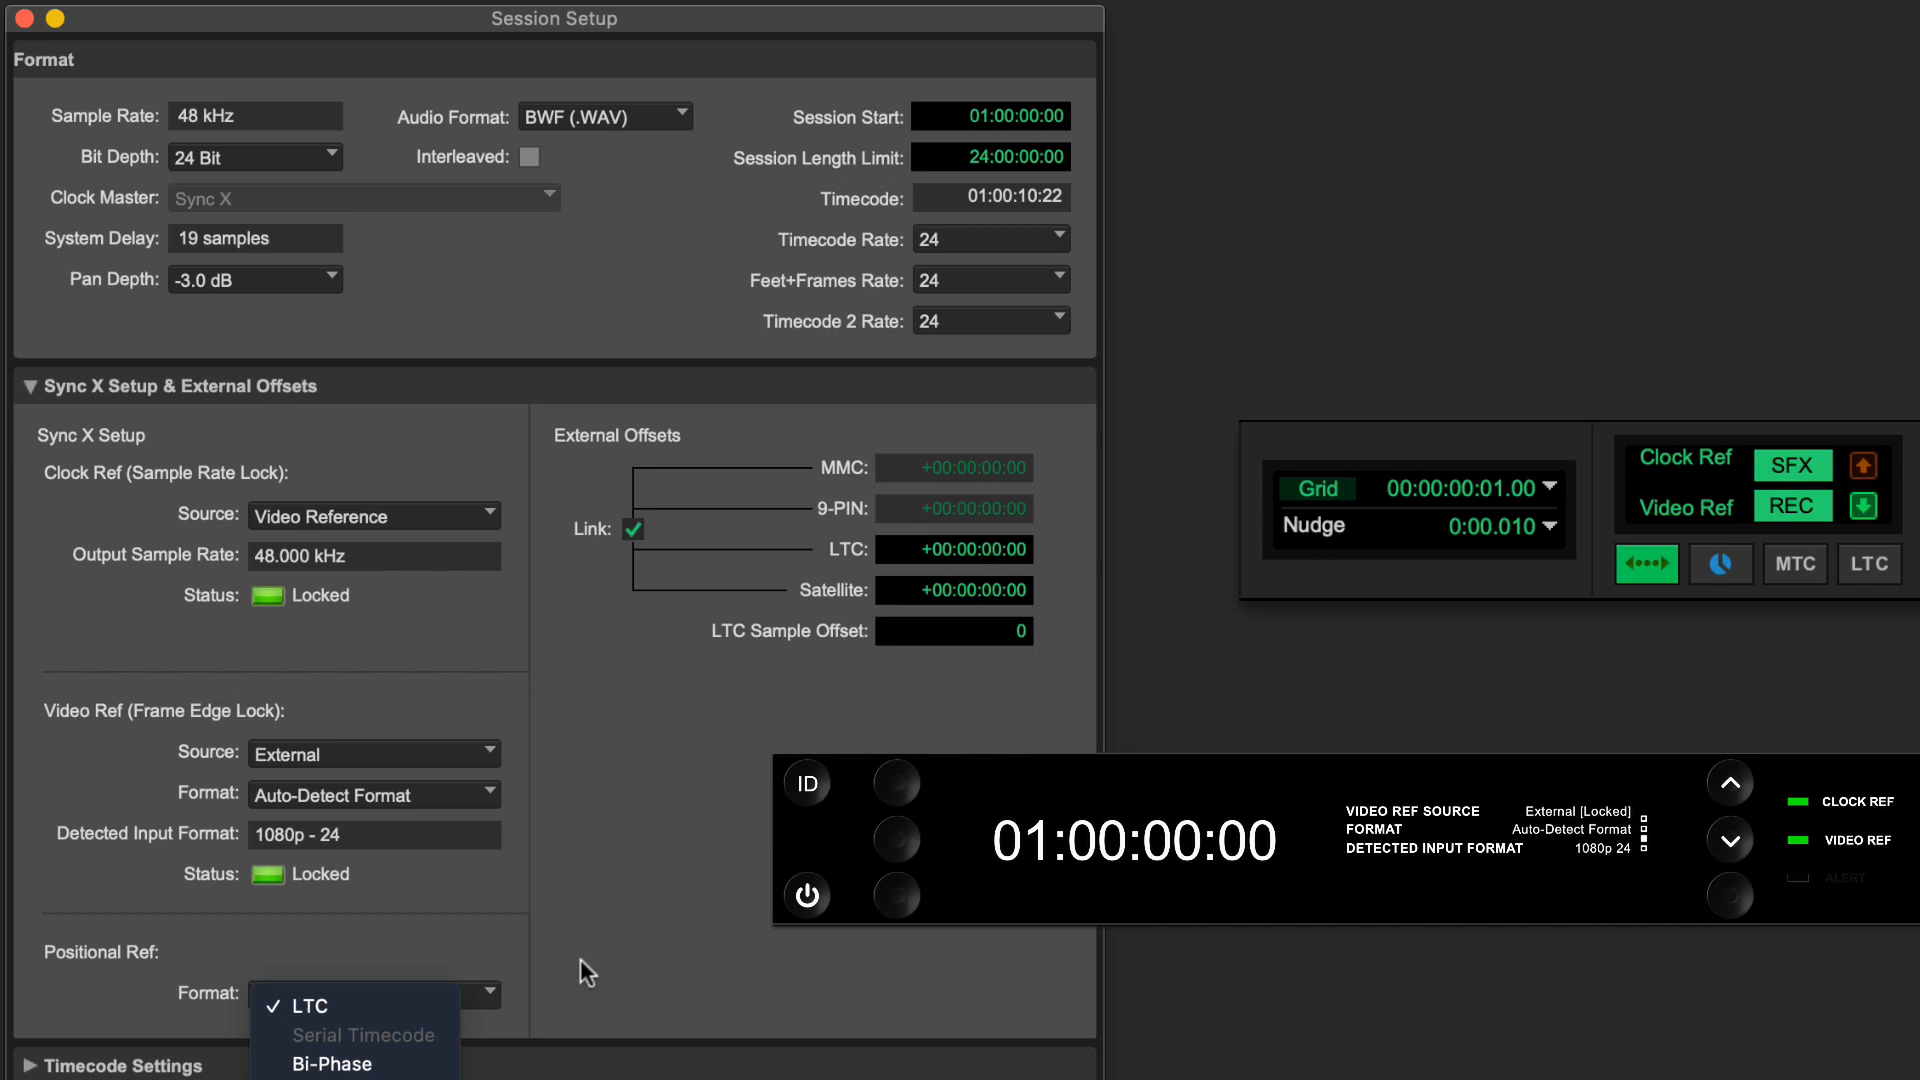 Session Setup
Format
Sample Rate: 48 kHz
Audio Format: BWF (.WAV)
Session Start: 01:00:00:00
Bit Depth: 24 Bit
Interleaved:
Session Length Limit: 24:00:00:00
Clock Master: Sync X
Timecode: 01:00:10:22
System Delay: 19 samples
Timecode Rate: 24
Pan Depth: -3.0 dB
Feet+Frames Rate: 24
Timecode 2 Rate: 24
Sync X Setup & External Offsets
Sync X Setup
Clock Ref (Sample Rate Lock):
Source: Video Reference
Output Sample Rate: 48.000 kHz
Status: Locked
Video Ref (Frame Edge Lock):
Source: External
Format: Auto-Detect Format
Detected Input Format: 1080p - 24
Status: Locked
Positional Ref:
Format:
LTC
Serial Timecode
Bi-Phase
Timecode Settings
External Offsets
MMC: +00:00:00:00
9-PIN: +00:00:00:00
Link:
LTC: +00:00:00:00
Satellite: +00:00:00:00
LTC Sample Offset: 0
Grid 00:00:00:01.00
Nudge 0:00.010
Clock Ref SFX
Video Ref REC
MTC LTC
ID
01:00:00:00
VIDEO REF SOURCE External [Locked]
FORMAT Auto-Detect Format
DETECTED INPUT FORMAT 1080p 24
CLOCK REF
VIDEO REF
ALERT